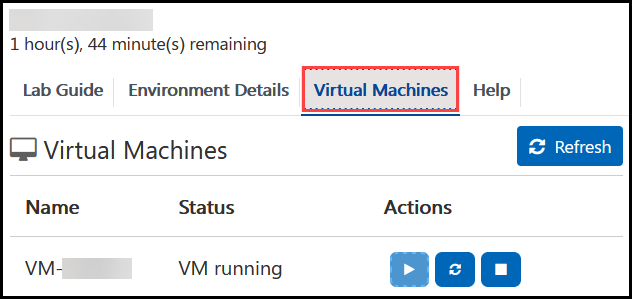 1 hour(s), 44 minute(s) remaining
Lab Guide Environment Details Virtual Machines Help
Virtual Machines Refresh
Name Status Actions
VM- VM running